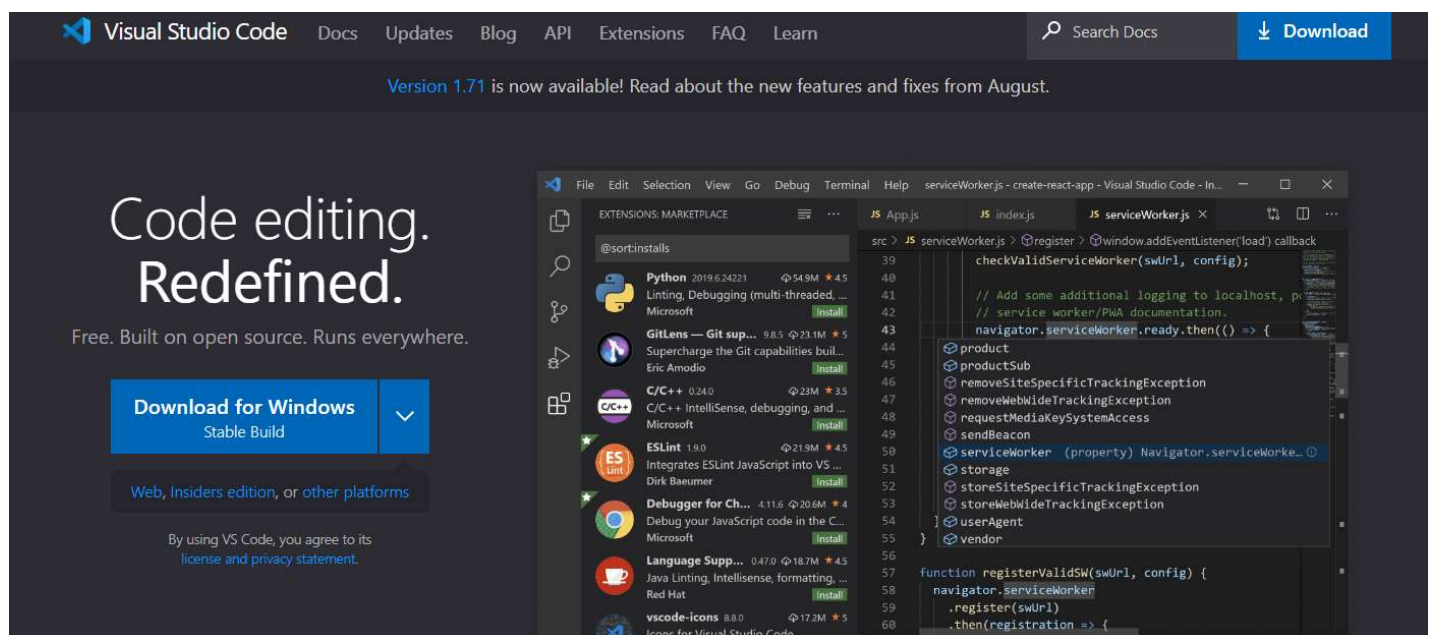 Visual Studio Code Docs Updates Blog API Extensions FAQ Learn Search Docs Download
Version 1.71 is now available! Read about the new features and fixes from August.
Code editing.
Redefined.
Free. Built on open source. Runs everywhere.
Download for Windows
Stable Build
Web, Insiders edition, or other platforms
By using VS Code, you agree to its
license and privacy statement.
File Edit Selection View Go Debug Terminal Help serviceWorker.js - create-react-app - Visual Studio Code - In...
EXTENSIONS: MARKETPLACE
@sort:installs
Python 2019.6.24221 54.9M ★ 4.5
Linting, Debugging (multi-threaded, ...
Microsoft Install
GitLens — Git sup... 9.8.5 23.1M ★ 5
Supercharge the Git capabilities buil...
Eric Amodio Install
C/C++ 0.24.0 23M ★ 3.5
C/C++ C/C++ IntelliSense, debugging, and ...
Microsoft Install
ESLint 1.9.0 21.9M ★ 4.5
ES Lint Integrates ESLint JavaScript into VS ...
Dirk Baeumer Install
Debugger for Ch... 4.11.6 20.6M ★ 4
Debug your JavaScript code in the C...
Microsoft Install
Language Supp... 0.47.0 18.7M ★ 4.5
Java Linting, Intellisense, formatting, ...
Red Hat Install
vscode-icons 8.8.0 17.2M ★ 5
Icons for Visual Studio Code
JS App.js JS index.js JS serviceWorker.js ×
src > JS serviceWorker.js > register > window.addEventListener('load') callback
39 checkValidServiceWorker(swUrl, config);
40
41 // Add some additional logging to localhost, p
42 // service worker/PWA documentation.
43 navigator.serviceWorker.ready.then(() => {
44 product
45 productSub
46 removeSiteSpecificTrackingException
47 removeWebWideTrackingException
48 requestMediaKeySystemAccess
49 sendBeacon
50 serviceWorker (property) Navigator.serviceWorke...
51 storage
52 storeSiteSpecificTrackingException
53 storeWebWideTrackingException
54 ] userAgent
55 } vendor
56
57 function registerValidSW(swUrl, config) {
58 navigator.serviceWorker
59 .register(swUrl)
60 .then(registration => {